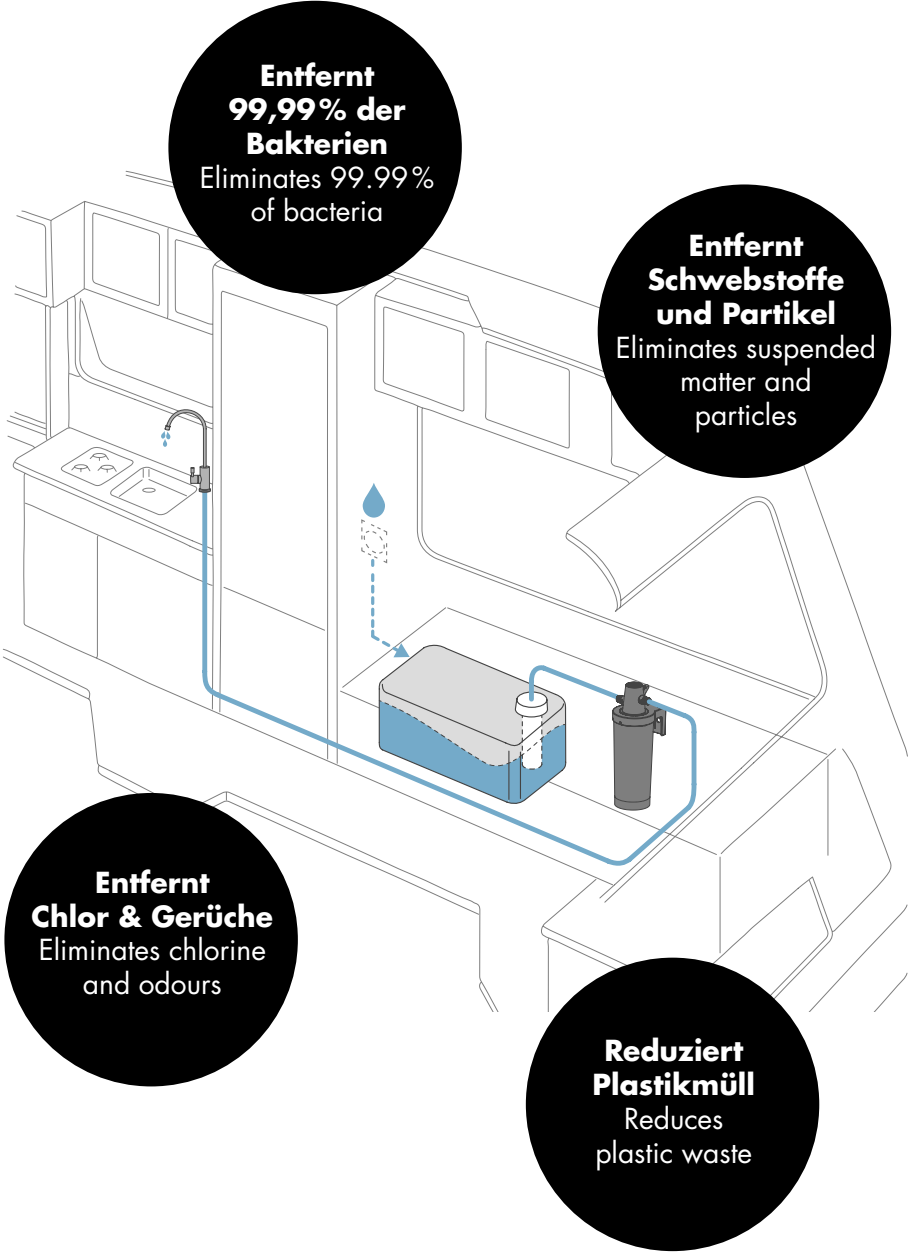 Entfernt
99,99% der
Bakterien
Eliminates 99.99%
of bacteria
Entfernt
Schwebstoffe
und Partikel
Eliminates suspended
matter and
particles
Entfernt
Chlor & Gerüche
Eliminates chlorine
and odours
Reduziert
Plastikmüll
Reduces
plastic waste